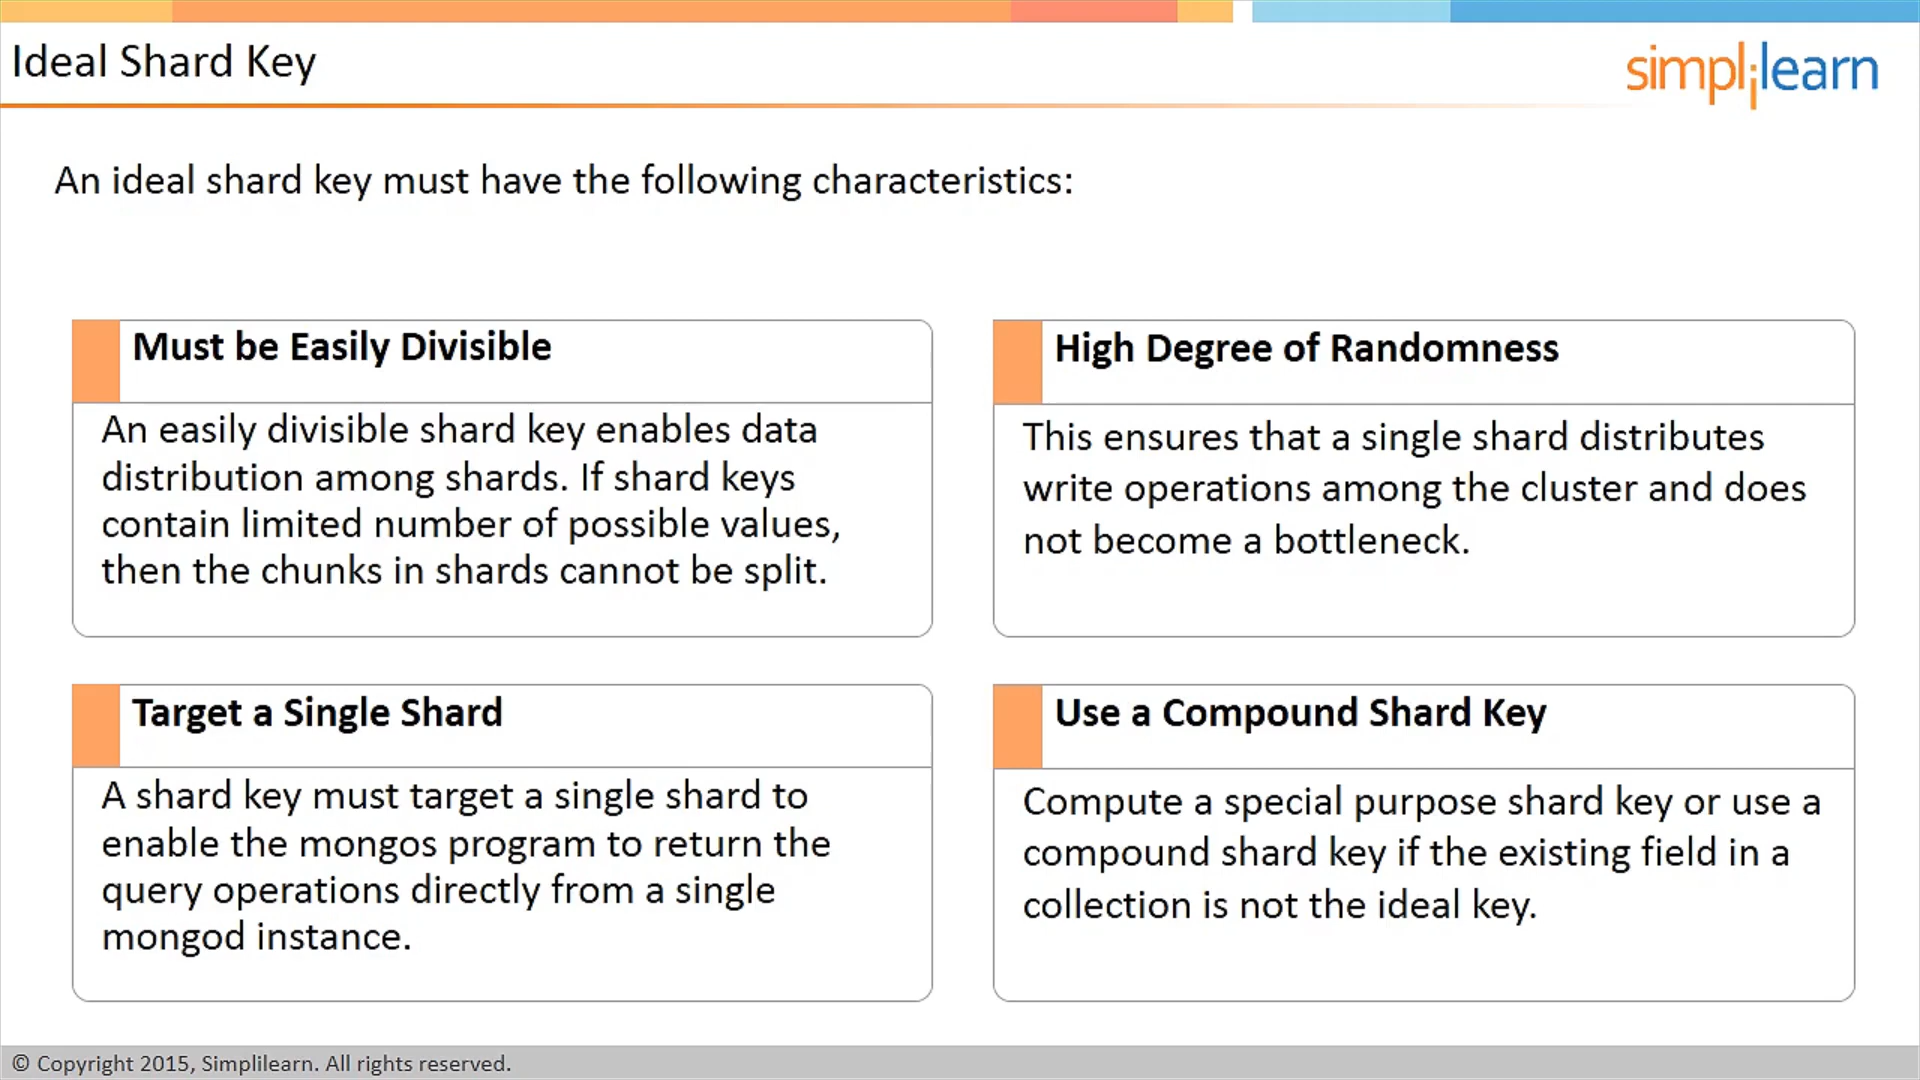 Ideal Shard Key
simplilearn
An ideal shard key must have the following characteristics:
Must be Easily Divisible
An easily divisible shard key enables data
distribution among shards. If shard keys
contain limited number of possible values,
then the chunks in shards cannot be split.
High Degree of Randomness
This ensures that a single shard distributes
write operations among the cluster and does
not become a bottleneck.
Target a Single Shard
A shard key must target a single shard to
enable the mongos program to return the
query operations directly from a single
mongod instance.
Use a Compound Shard Key
Compute a special purpose shard key or use a
compound shard key if the existing field in a
collection is not the ideal key.
© Copyright 2015, Simplilearn. All rights reserved.